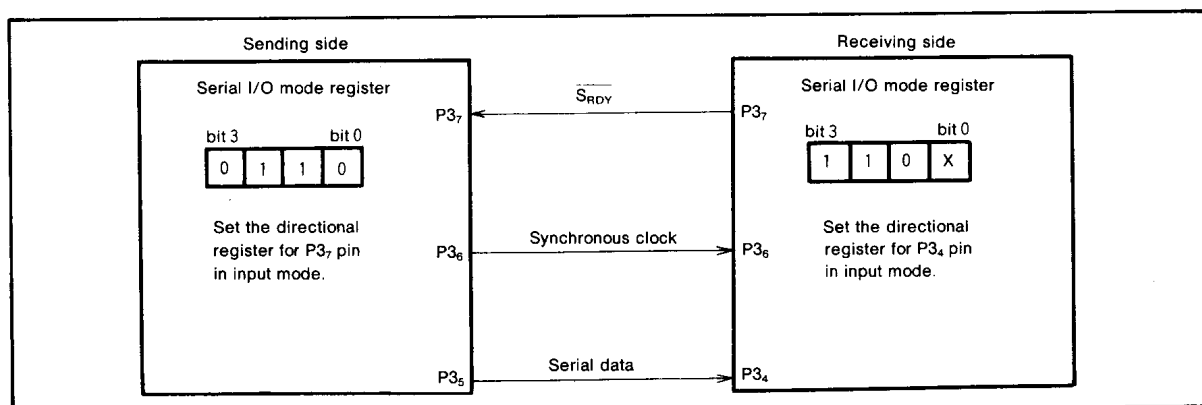 Sending side
Receiving side
Serial I/O mode register
bit 3 bit 0
0 1 1 0
Set the directional
register for P3₇ pin
in input mode.
P3₇
P3₆
P3₅
S̅R̅D̅Y̅
Synchronous clock
Serial data
Serial I/O mode register
bit 3 bit 0
1 1 0 X
Set the directional
register for P3₄ pin
in input mode.
P3₇
P3₆
P3₄